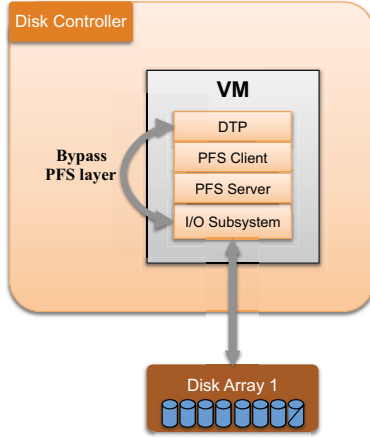 Disk Controller
VM
DTP
PFS Client
PFS Server
I/O Subsystem
Bypass
PFS layer
Disk Array 1